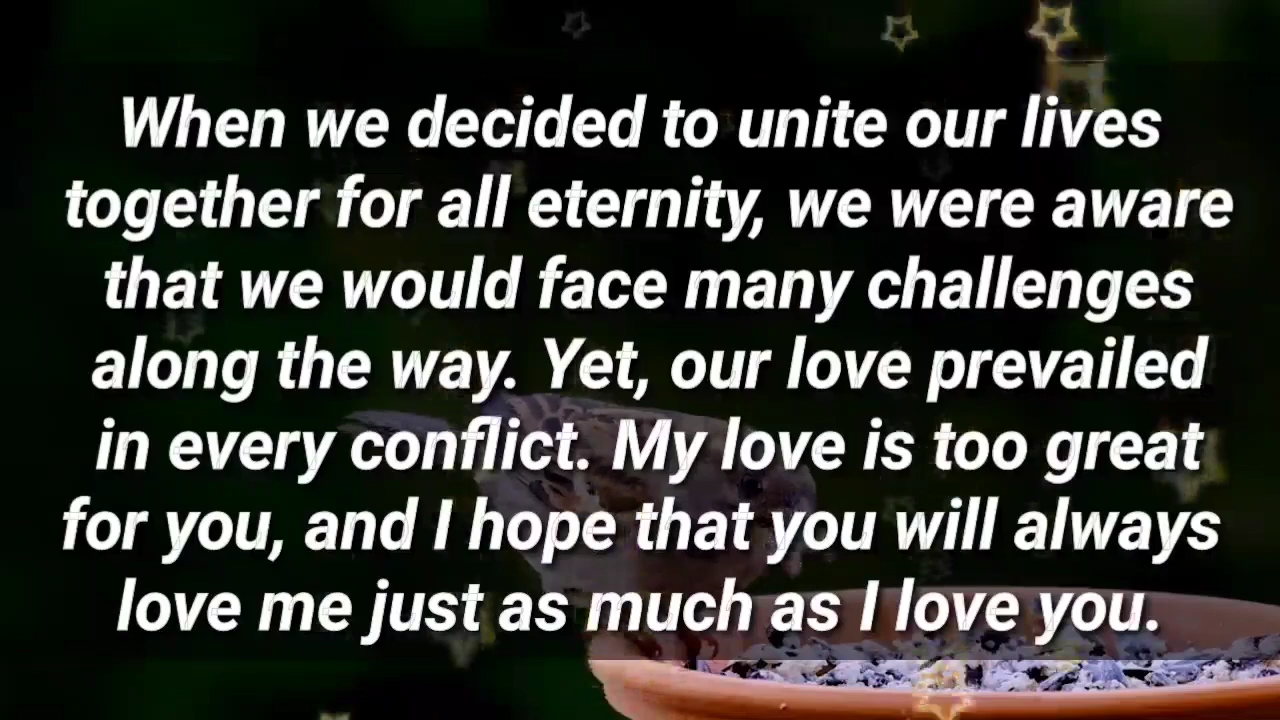 When we decided to unite our lives
together for all eternity, we were aware
that we would face many challenges
along the way. Yet, our love prevailed
in every conflict. My love is too great
for you, and I hope that you will always
love me just as much as I love you.